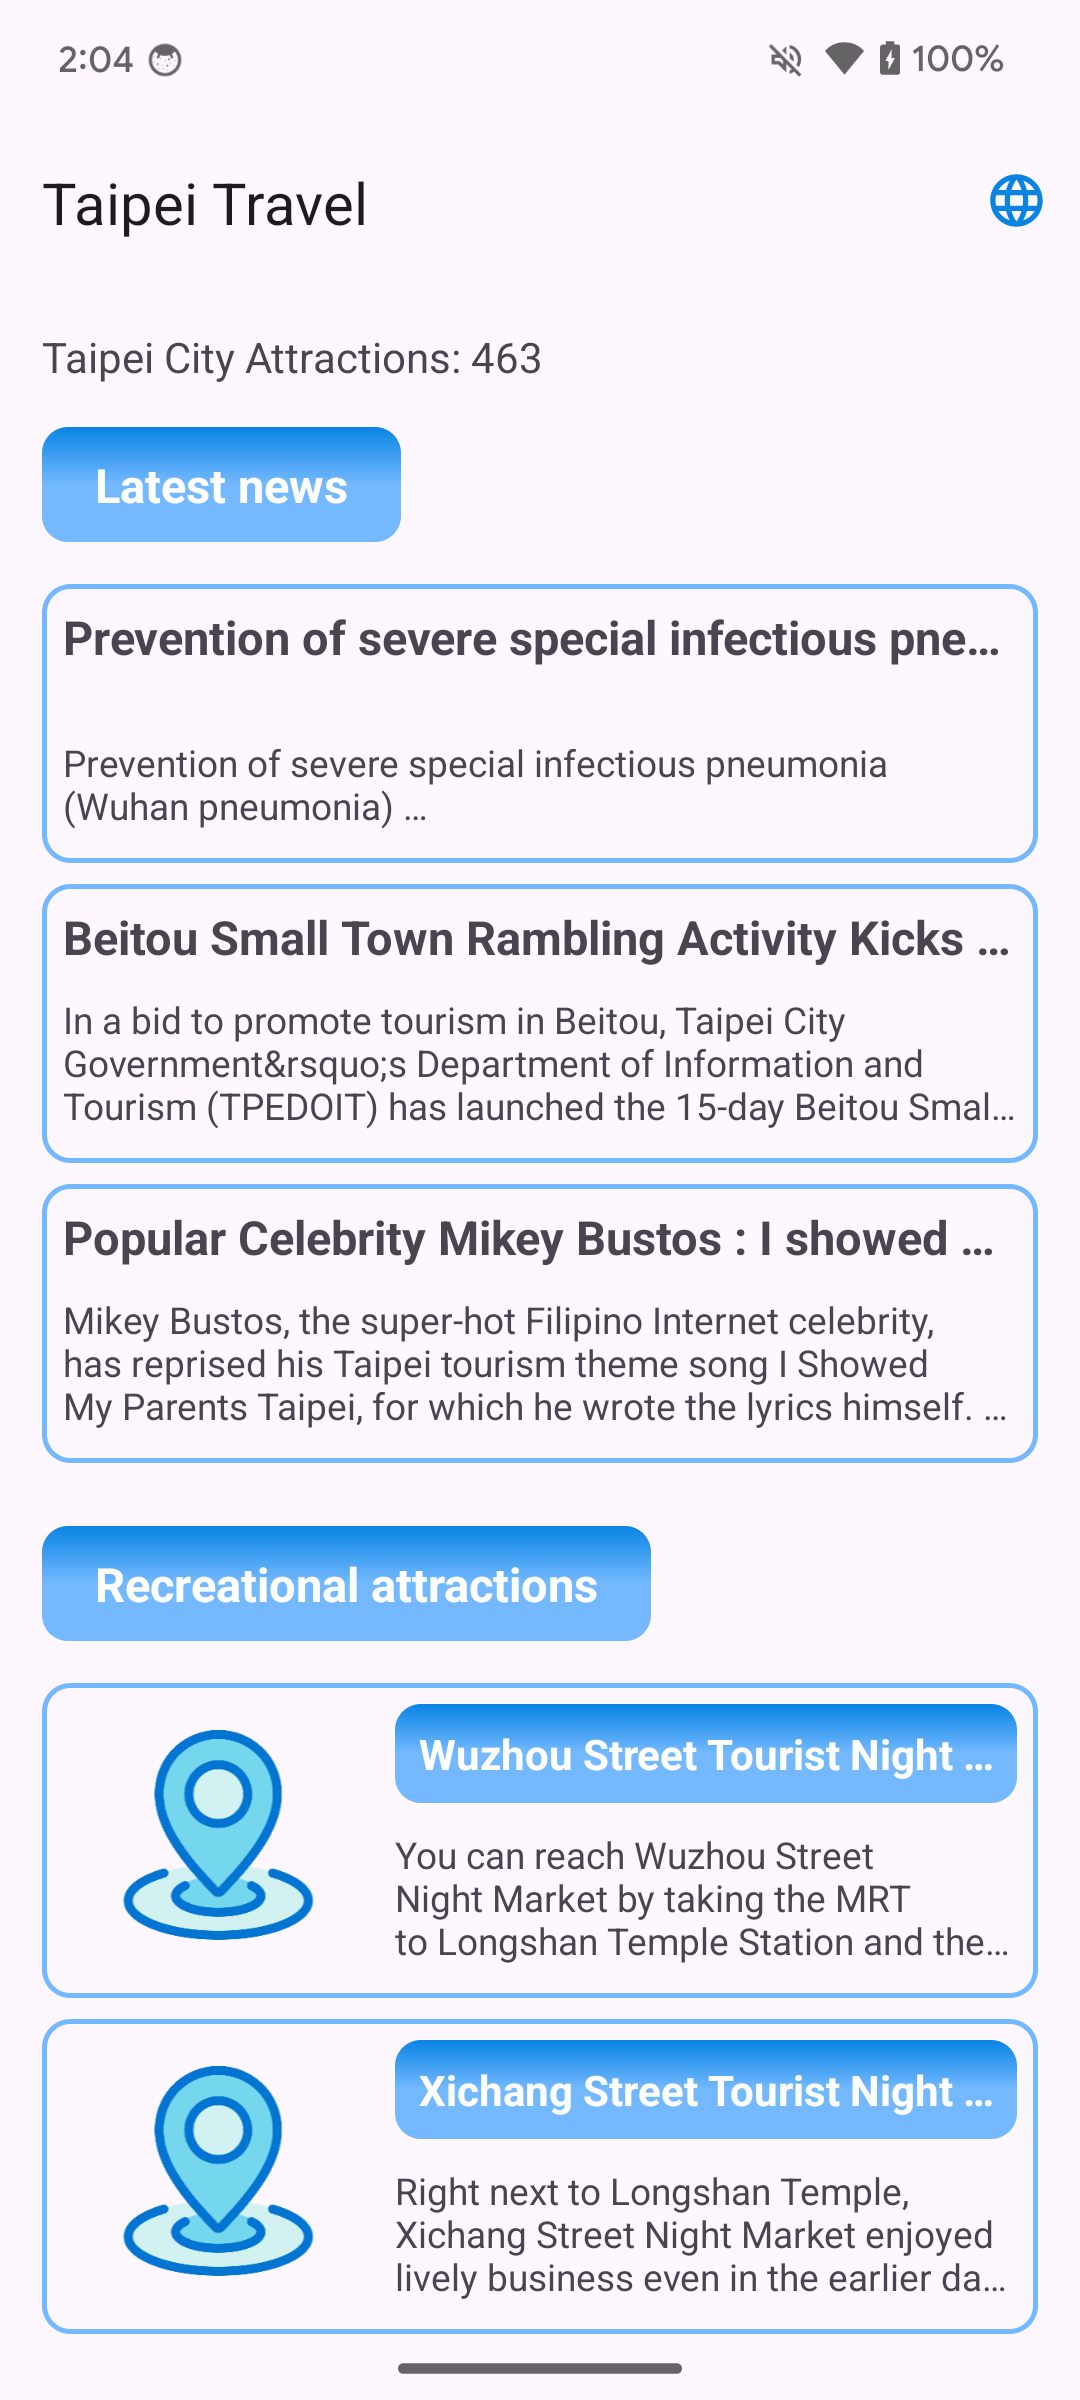 2:04
100%
Taipei Travel
Taipei City Attractions: 463
Latest news
Prevention of severe special infectious pne...
Prevention of severe special infectious pneumonia
(Wuhan pneumonia) ...
Beitou Small Town Rambling Activity Kicks ...
In a bid to promote tourism in Beitou, Taipei City
Government&rsquo;s Department of Information and
Tourism (TPEDOIT) has launched the 15-day Beitou Smal...
Popular Celebrity Mikey Bustos : I showed ...
Mikey Bustos, the super-hot Filipino Internet celebrity,
has reprised his Taipei tourism theme song I Showed
My Parents Taipei, for which he wrote the lyrics himself. ...
Recreational attractions
Wuzhou Street Tourist Night ...
You can reach Wuzhou Street
Night Market by taking the MRT
to Longshan Temple Station and the...
Xichang Street Tourist Night ...
Right next to Longshan Temple,
Xichang Street Night Market enjoyed
lively business even in the earlier da...